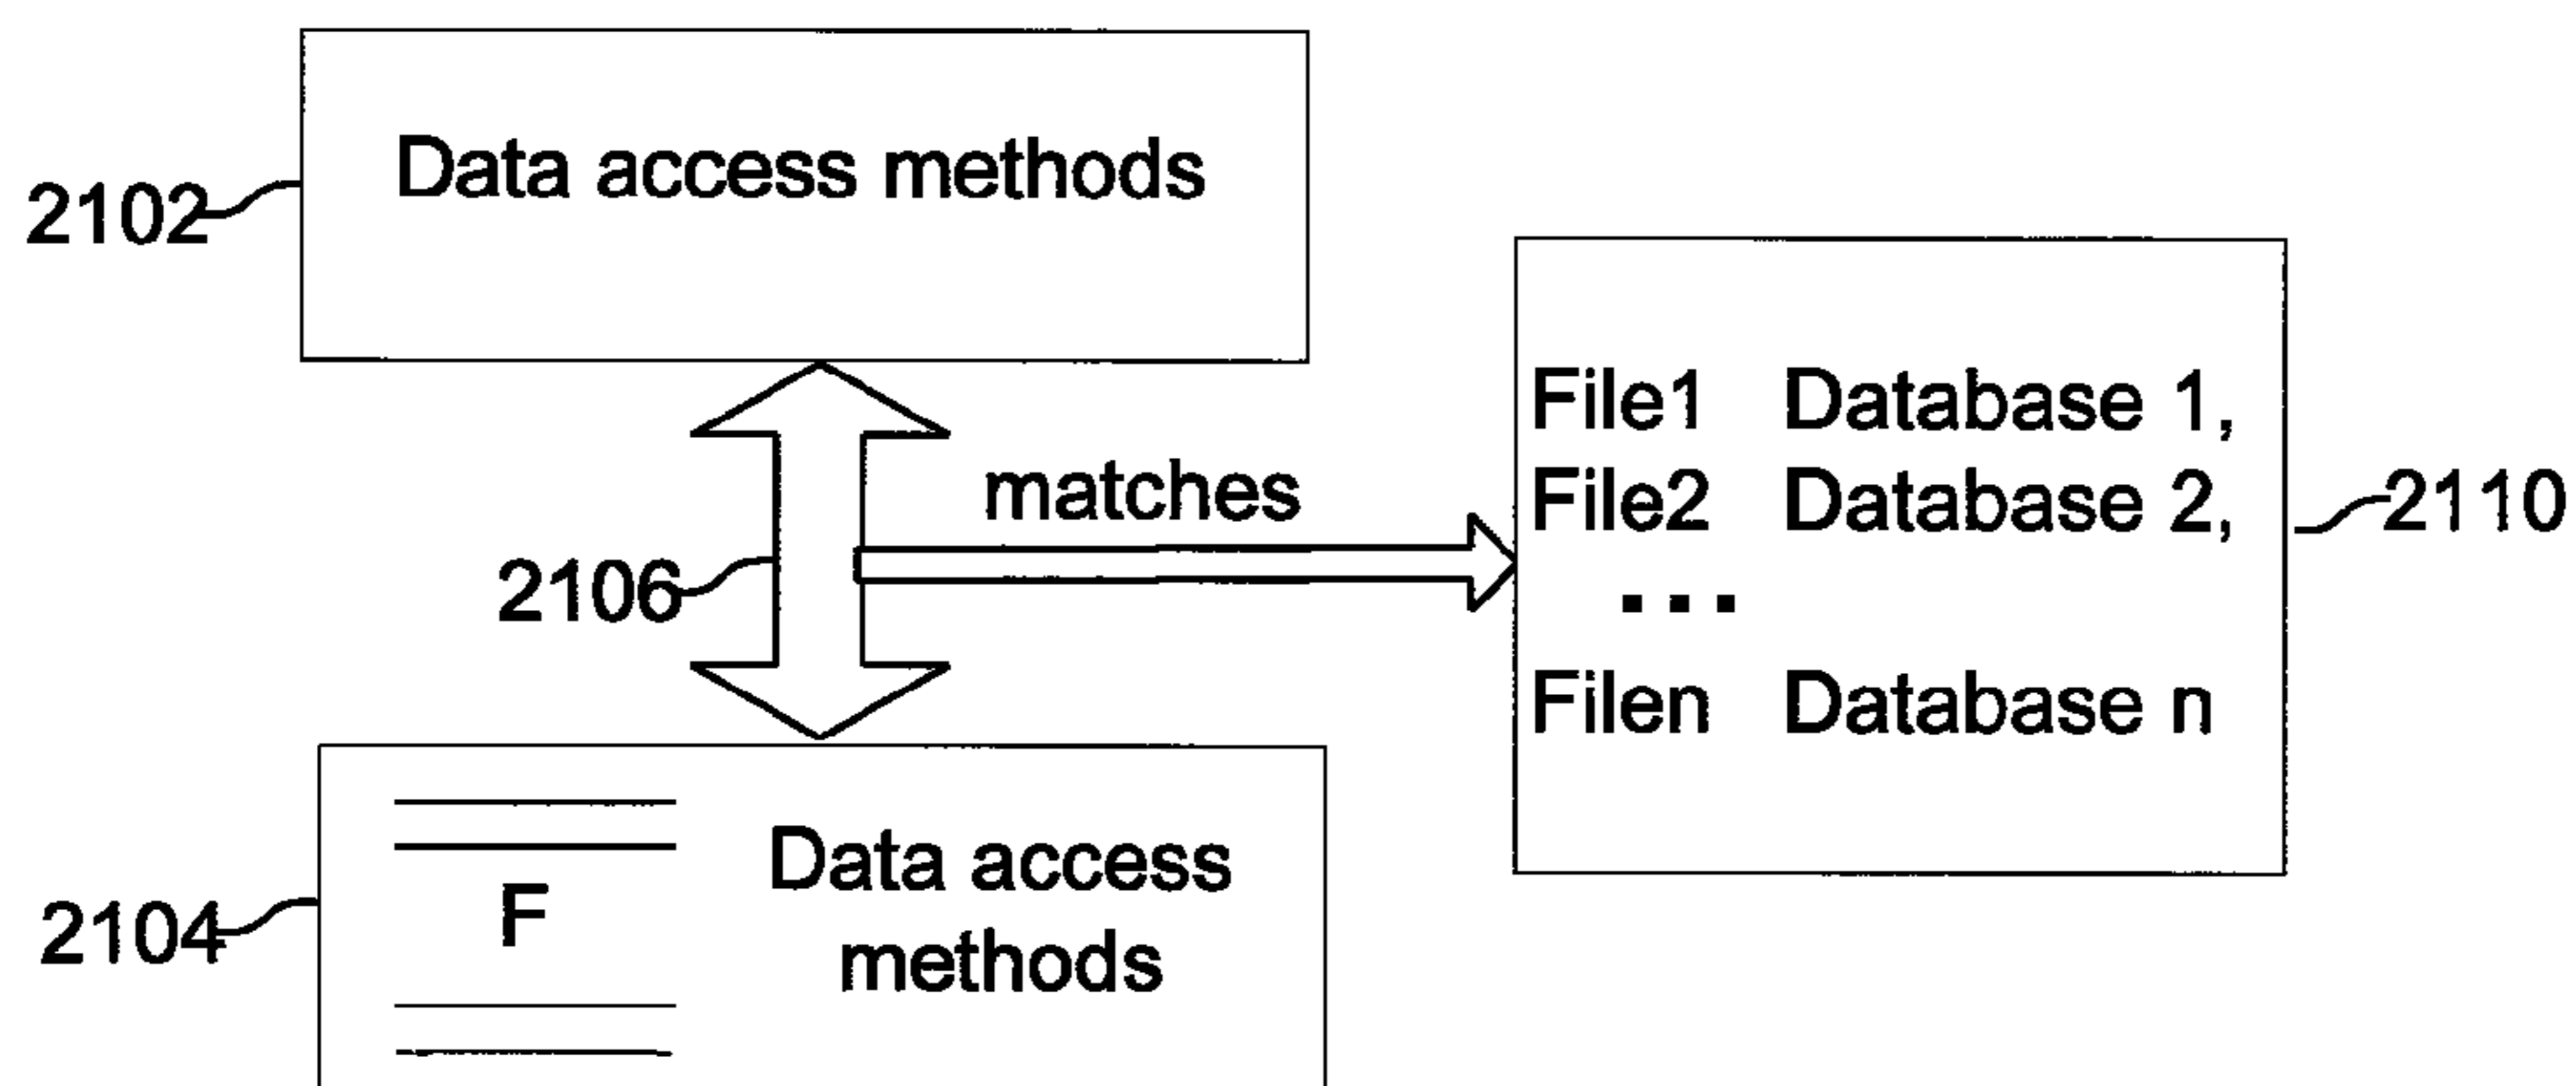 Data access methods
2102
File1 Database 1,
matches
File2 Database 2,
2110
2106
...
Filen Database n
Data access
F
methods
2104